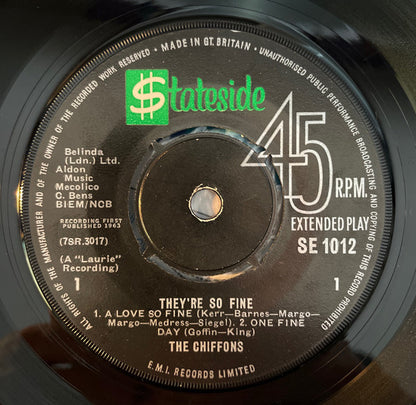 ALL RIGHTS OF THE MANUFACTURER AND OF THE OWNER OF THE RECORDED WORK RESERVED • MADE IN GT. BRITAIN • UNAUTHORISED PUBLIC PERFORMANCE BROADCASTING AND COPYING OF THIS RECORD PROHIBITED
$tateside
Belinda
(Ldn.) Ltd.
Aldon
Music
Mecolico
C. Bens
BIEM/NCB
RECORDING FIRST
PUBLISHED 1963
(7SR.3017)
(A "Laurie"
Recording)
1
45
R.P.M.
EXTENDED PLAY
SE 1012
1
THEY'RE SO FINE
1. A LOVE SO FINE (Kerr—Barnes—Margo—
Margo—Medress—Siegel). 2. ONE FINE
DAY (Goffin—King)
THE CHIFFONS
E.M.I. RECORDS LIMITED